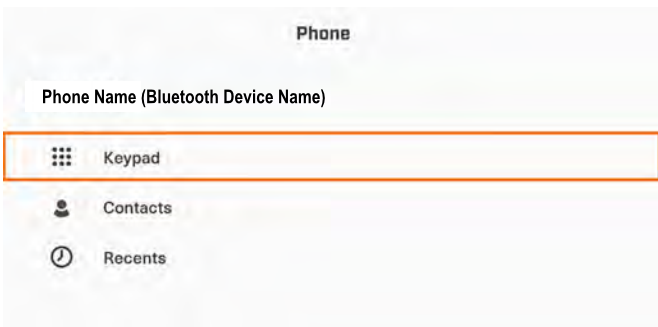 Phone
Phone Name (Bluetooth Device Name)
Keypad
Contacts
Recents